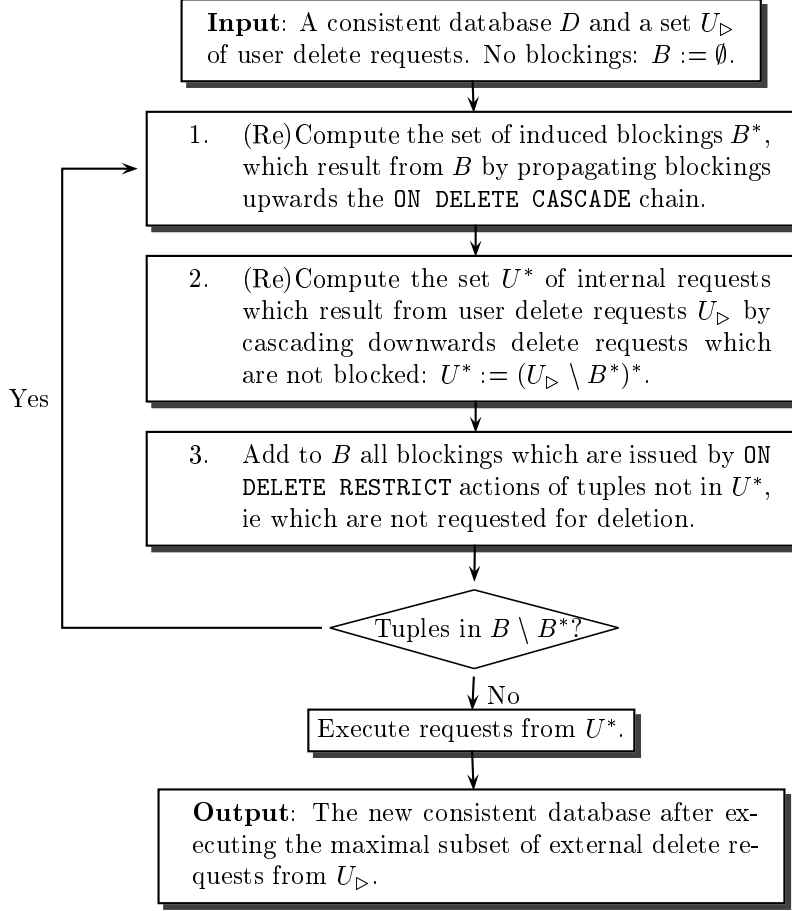 Input: A consistent database D and a set U▷
of user delete requests. No blockings: B := ∅.
1. (Re)Compute the set of induced blockings B*,
which result from B by propagating blockings
upwards the ON DELETE CASCADE chain.
2. (Re)Compute the set U* of internal requests
which result from user delete requests U▷ by
cascading downwards delete requests which
are not blocked: U* := (U▷ \ B*)*.
Yes
3. Add to B all blockings which are issued by ON
DELETE RESTRICT actions of tuples not in U*,
ie which are not requested for deletion.
Tuples in B \ B*?
No
Execute requests from U*.
Output: The new consistent database after ex-
ecuting the maximal subset of external delete re-
quests from U▷.